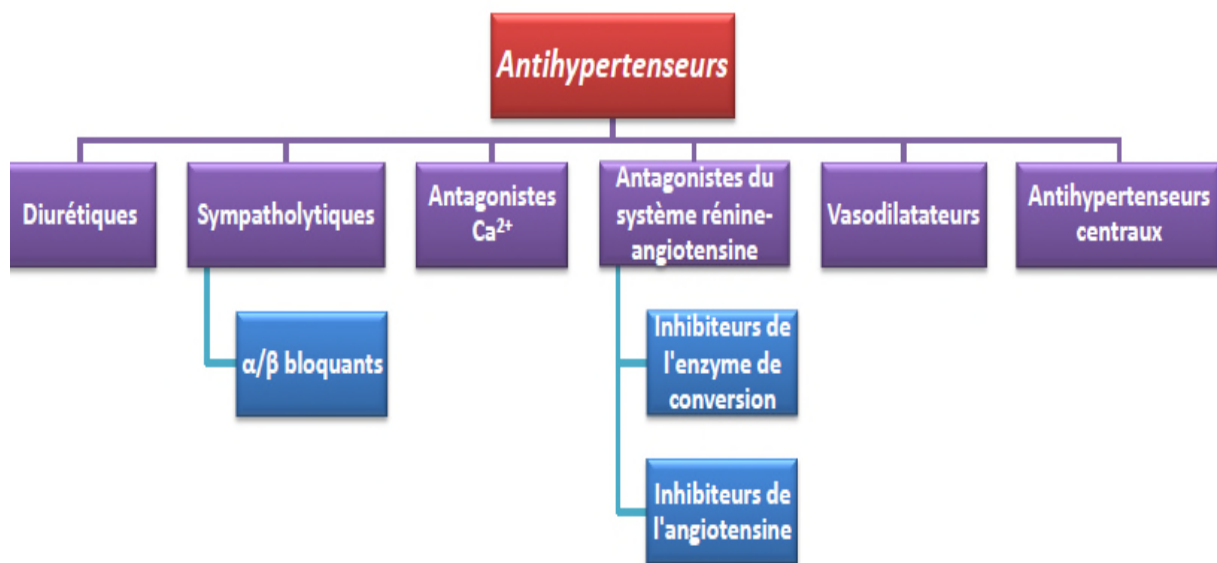 Antihypertenseurs
Diurétiques
Sympatholytiques
Antagonistes
Ca²⁺
Antagonistes du
système rénine-
angiotensine
Vasodilatateurs
Antihypertenseurs
centraux
α/β bloquants
Inhibiteurs de
l'enzyme de
conversion
Inhibiteurs de
l'angiotensine